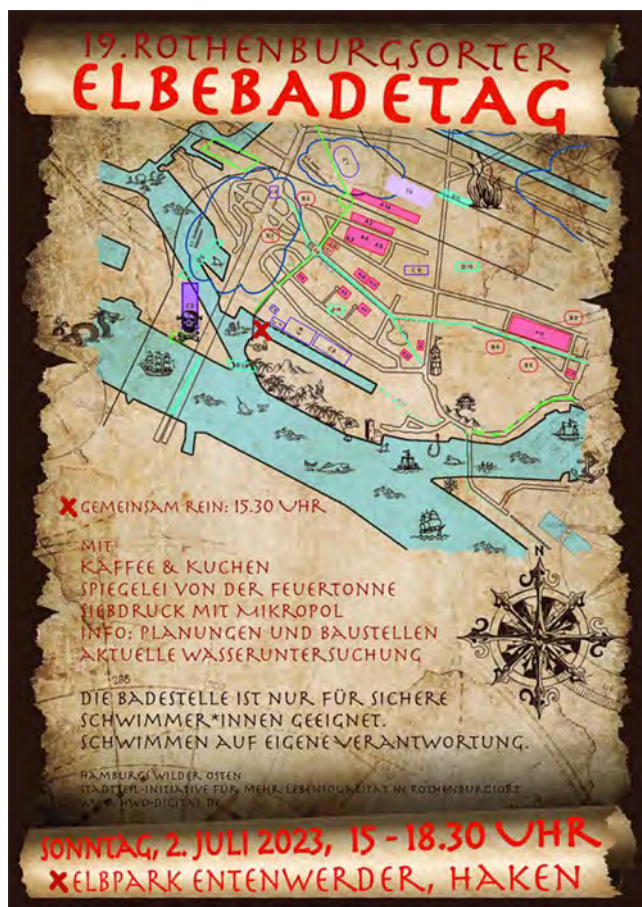 19. ROTHENBURGSORTER
ELBEBADETAG
N
X GEMEINSAM REIN: 15.30 UHR
MIT
KAFFEE & KUCHEN
SPIEGELEI VON DER FEUERTONNE
SIEBDRUCK MIT MIKROPOL
INFO: PLANUNGEN UND BAUSTELLEN
AKTUELLE WASSERUNTERSUCHUNG
285
DIE BADESTELLE IST NUR FÜR SICHERE
SCHWIMMER*INNEN GEEIGNET.
SCHWIMMEN AUF EIGENE VERANTWORTUNG.
HAMBURGS WILDER OSTEN
STADTTEIL-INITIATIVE FÜR MEHR LEBENSQUALITÄT IN ROTHENBURGSORT
WWW.HWO-DIGITAL.DE
SONNTAG, 2. JULI 2023, 15 - 18.30 UHR
X ELBPARK ENTENWERDER, HAKEN